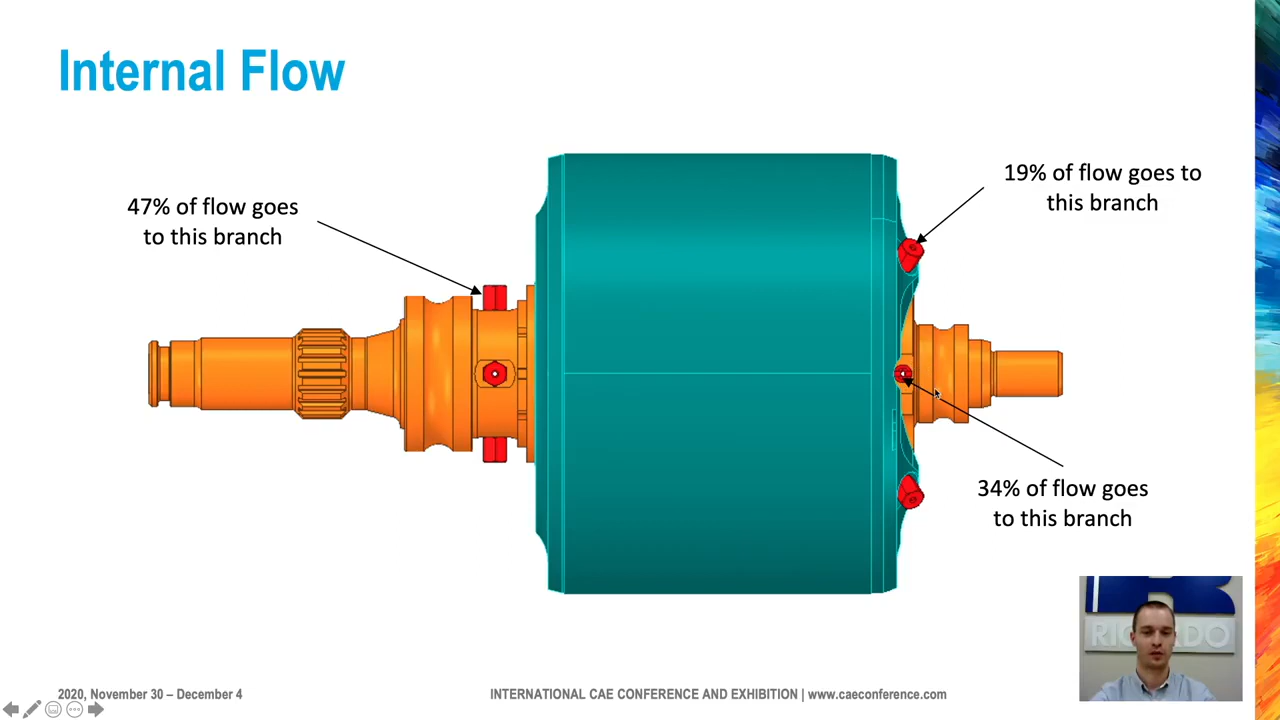 Internal Flow
47% of flow goes
to this branch
19% of flow goes to
this branch
34% of flow goes
to this branch
2020, November 30 – December 4
INTERNATIONAL CAE CONFERENCE AND EXHIBITION | www.caeconference.com